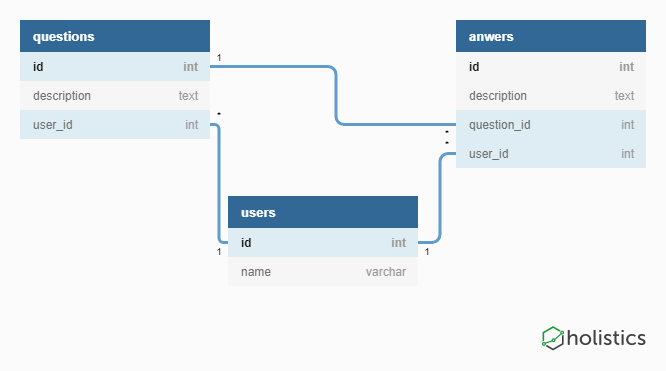 questions
id int
description text
user_id int
anwers
id int
description text
question_id int
user_id int
users
id int
name varchar
1
*
*
*
1
1
holistics